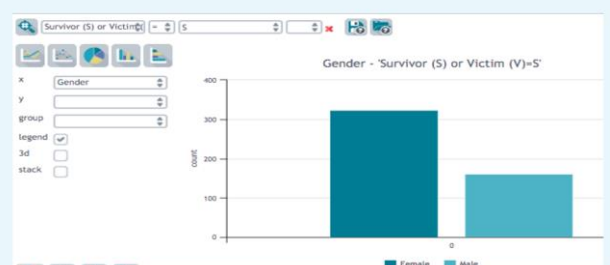 Survivor (S) or Victim( = S
Gender - 'Survivor (S) or Victim (V)=S'
x Gender
y
group
legend
3d
stack
count
400
300
200
100
0
0
Female Male